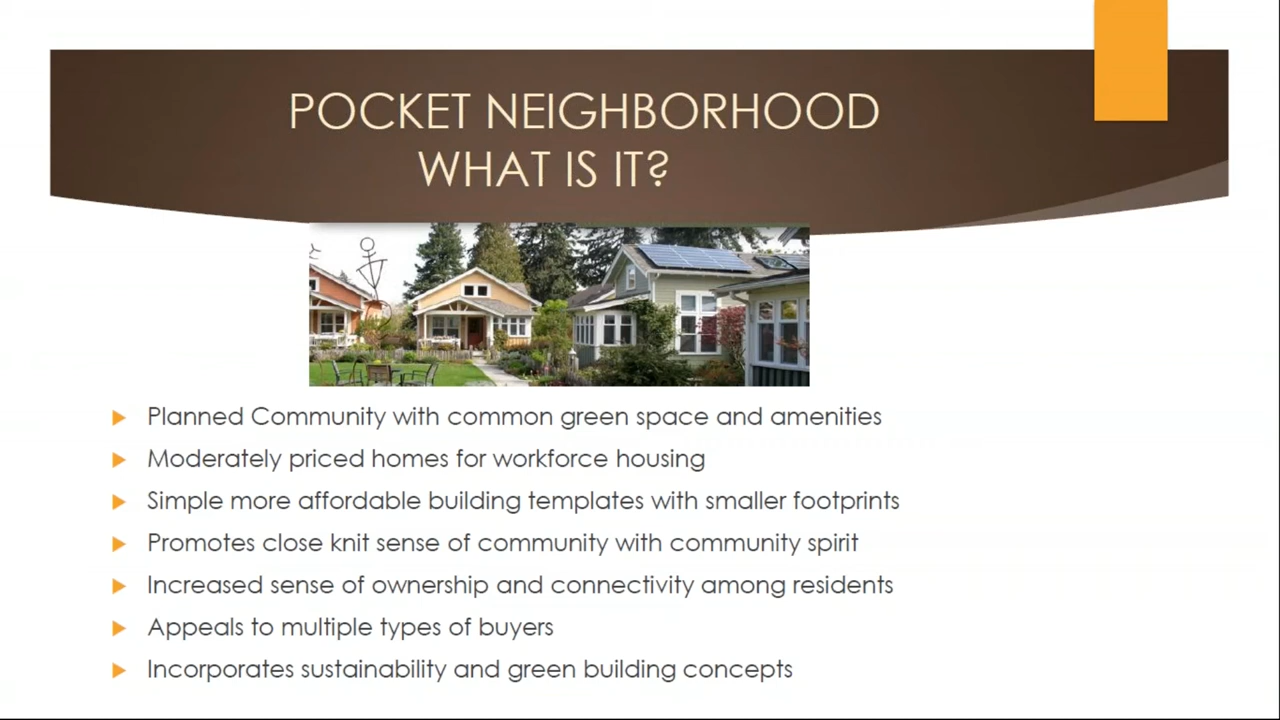 POCKET NEIGHBORHOOD
WHAT IS IT?
Planned Community with common green space and amenities
Moderately priced homes for workforce housing
Simple more affordable building templates with smaller footprints
Promotes close knit sense of community with community spirit
Increased sense of ownership and connectivity among residents
Appeals to multiple types of buyers
Incorporates sustainability and green building concepts